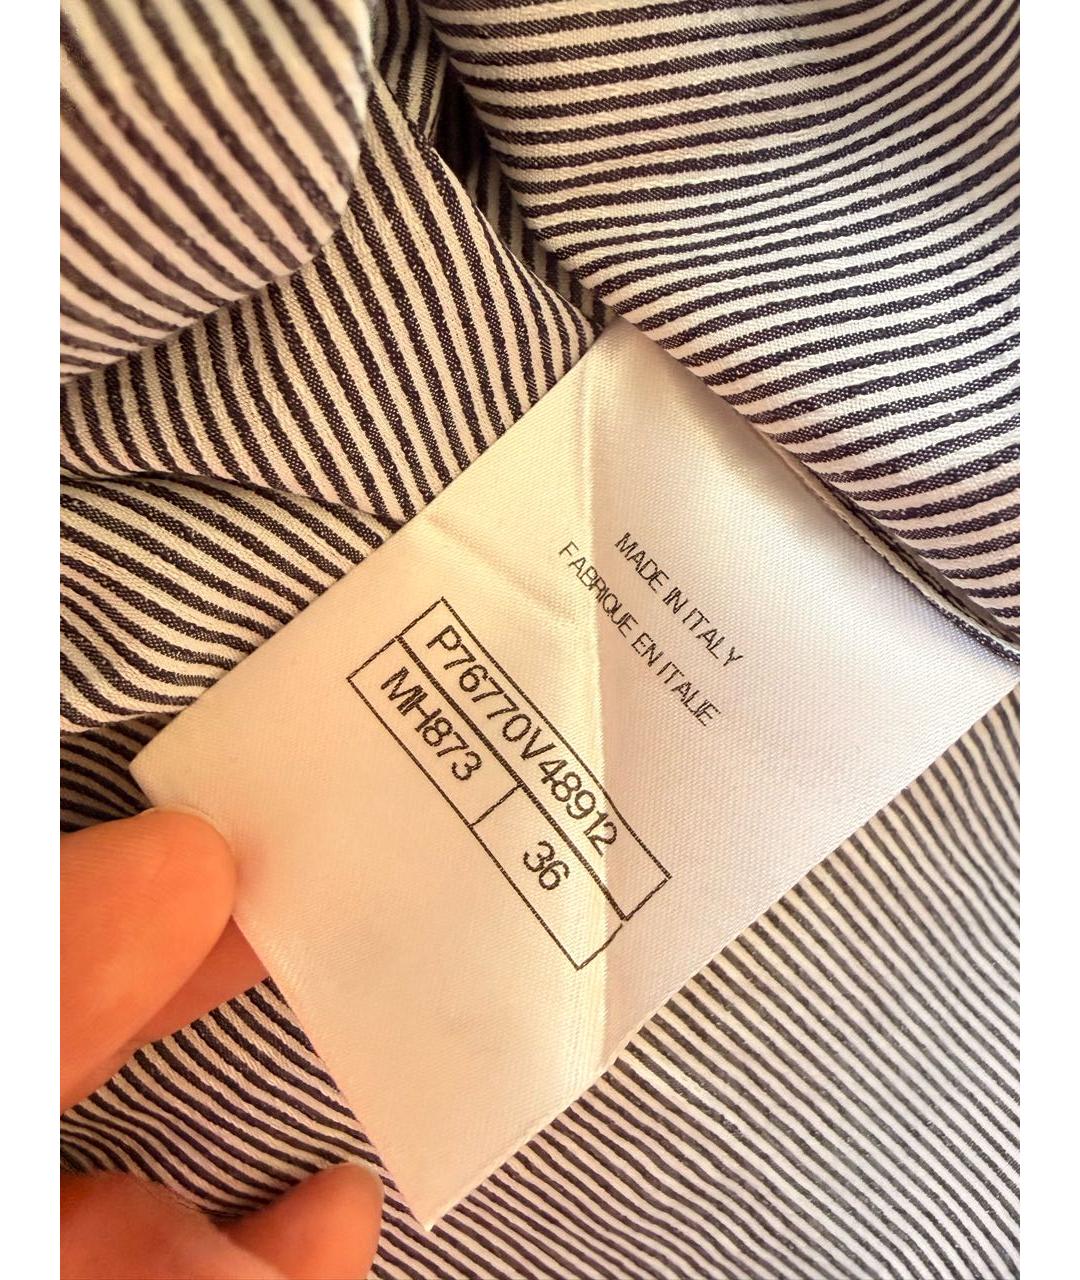 MADE IN ITALY
FABRIQUE EN ITALIE
P76770V48912
MH873 36